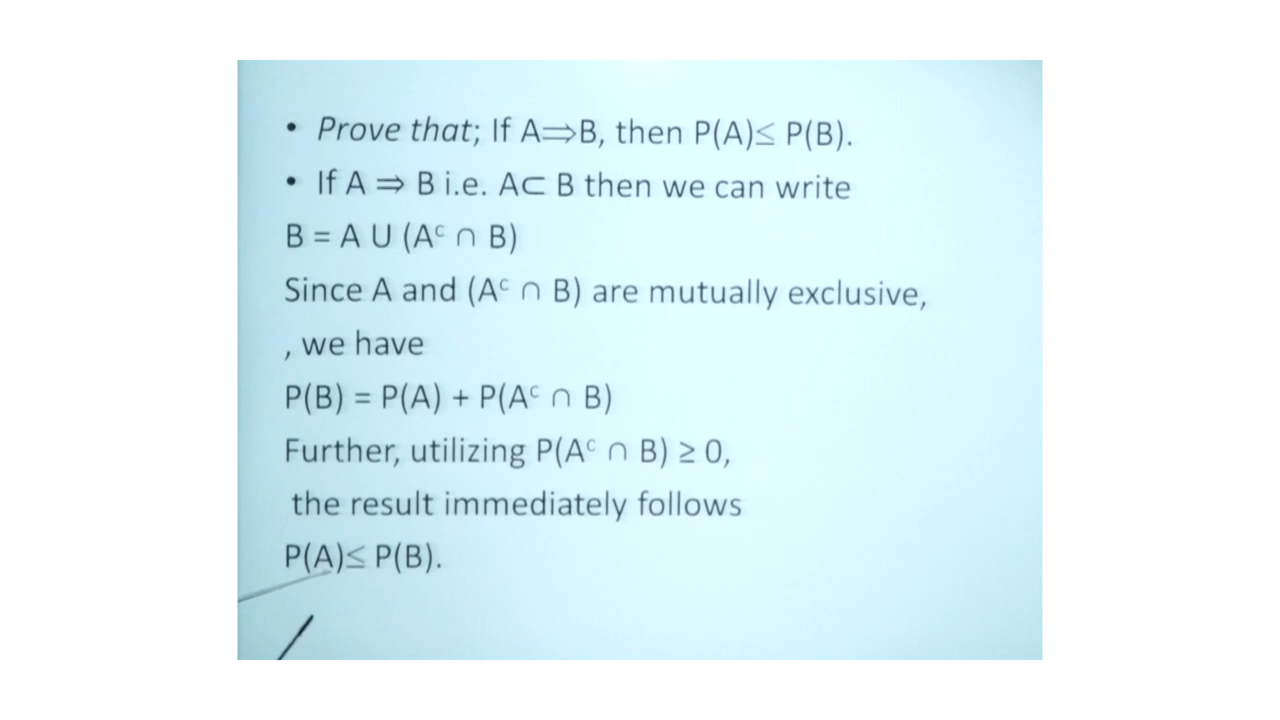 • Prove that; If A⟹B, then P(A)≤ P(B).
• If A ⇒ B i.e. A⊂ B then we can write
B = A U (Aᶜ ∩ B)
Since A and (Aᶜ ∩ B) are mutually exclusive,
, we have
P(B) = P(A) + P(Aᶜ ∩ B)
Further, utilizing P(Aᶜ ∩ B) ≥ 0,
the result immediately follows
P(A)≤ P(B).